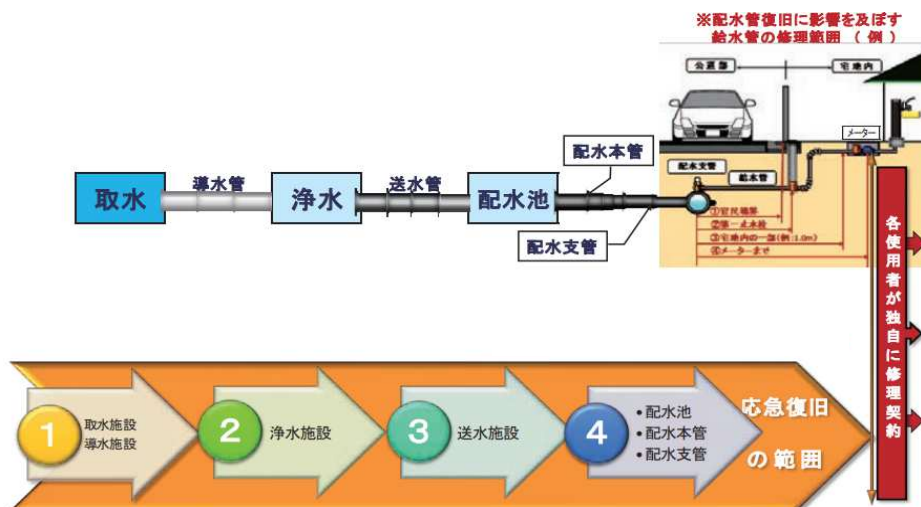 ※配水管復旧に影響を及ぼす
給水管の修理範囲(例)
公道部
宅地内
メーター
配水支管
給水管
配水本管
取水
導水管
浄水
送水管
配水池
配水支管
①官民境界
②第一止水栓
③宅地内の一部(例:1.0m)
④メーターまで
各使用者が独自に修理契約
1
取水施設
導水施設
2
浄水施設
3
送水施設
4
•配水池
•配水本管
•配水支管
応急復旧
の範囲